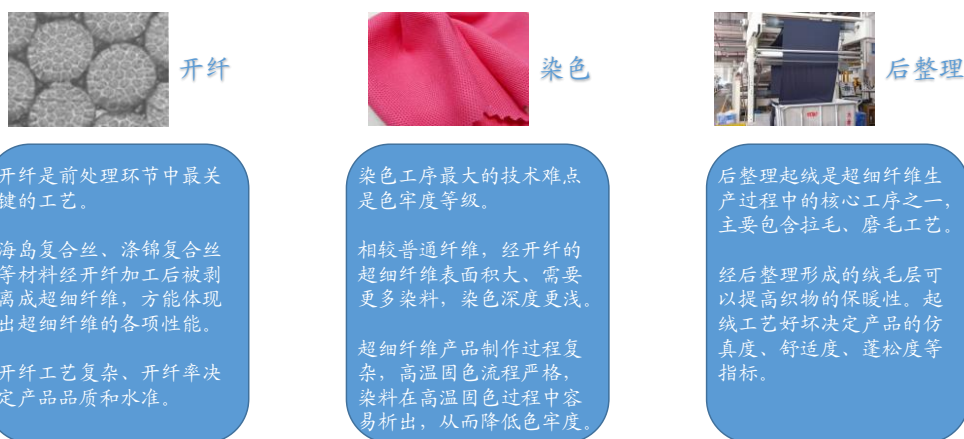 开纤
染色
后整理
开纤是前处理环节中最关
键的工艺。
海岛复合丝、涤锦复合丝
等材料经开纤加工后被剥
离成超细纤维，方能体现
出超细纤维的各项性能。
开纤工艺复杂、开纤率决
定产品品质和水准。
染色工序最大的技术难点
是色牢度等级。
相较普通纤维，经开纤的
超细纤维表面积大、需要
更多染料，染色深度更浅。
超细纤维产品制作过程复
杂，高温固色流程严格，
染料在高温固色过程中容
易析出，从而降低色牢度。
后整理起绒是超细纤维生
产过程中的核心工序之一，
主要包含拉毛、磨毛工艺。
经后整理形成的绒毛层可
以提高织物的保暖性。起
绒工艺好坏决定产品的仿
真度、舒适度、蓬松度等
指标。